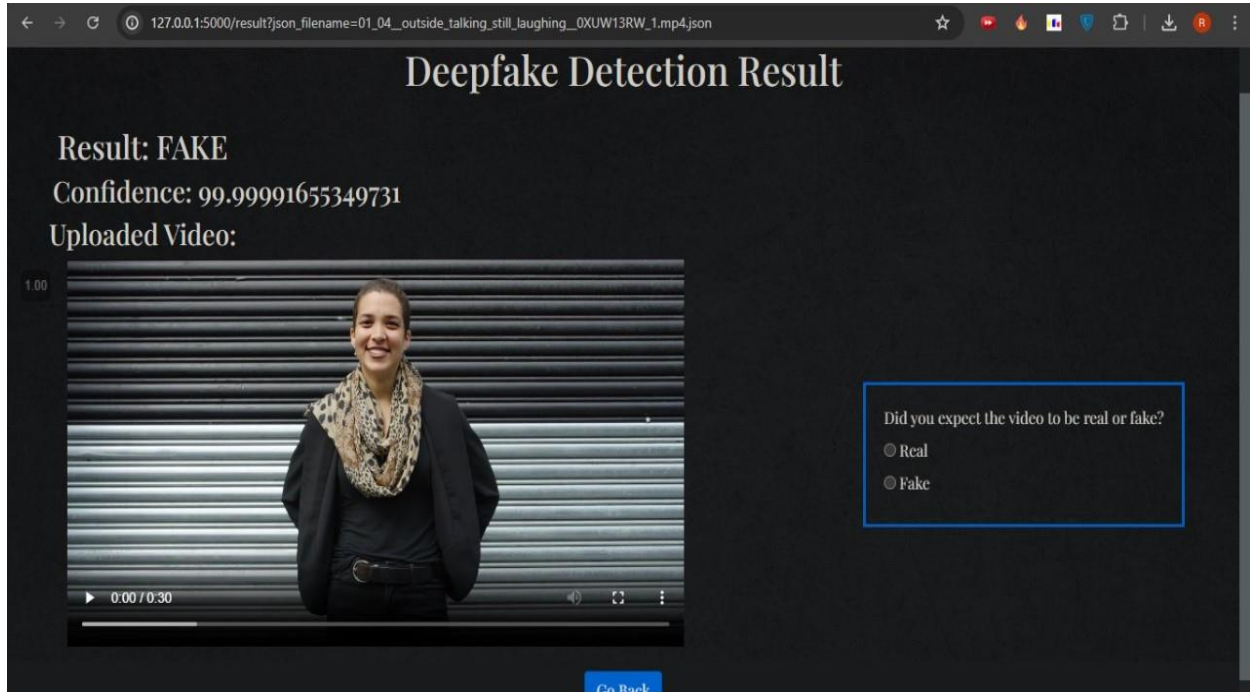 127.0.0.1:5000/result?json_filename=01_04__outside_talking_still_laughing__0XUW13RW_1.mp4.json
R
Deepfake Detection Result
Result: FAKE
Confidence: 99.99991655349731
Uploaded Video:
1.00
0:00 / 0:30
Did you expect the video to be real or fake?
Real
Fake
Go Back